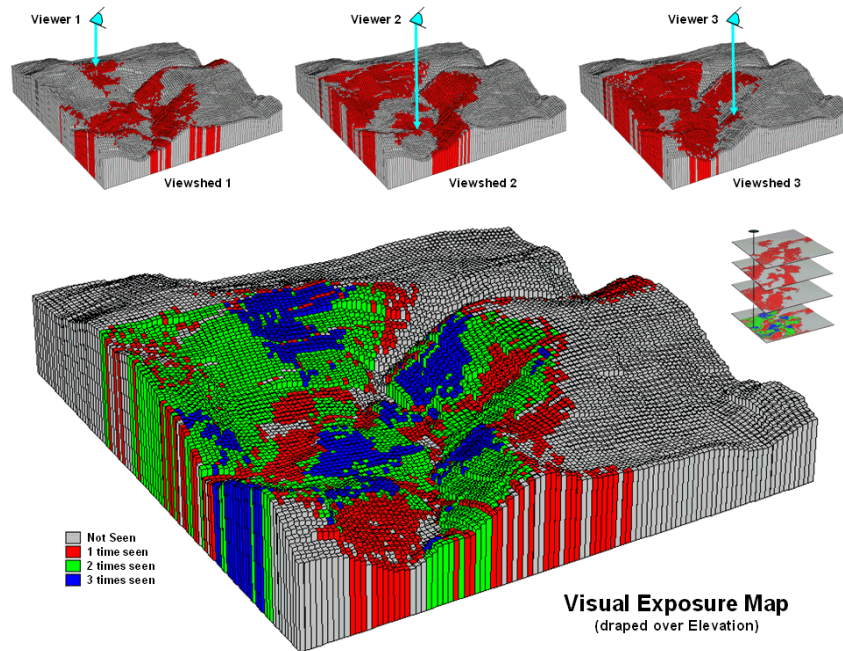 Viewer 1
Viewer 2
Viewer 3
Viewshed 1
Viewshed 2
Viewshed 3
Not Seen
1 time seen
2 times seen
3 times seen
Visual Exposure Map
(draped over Elevation)